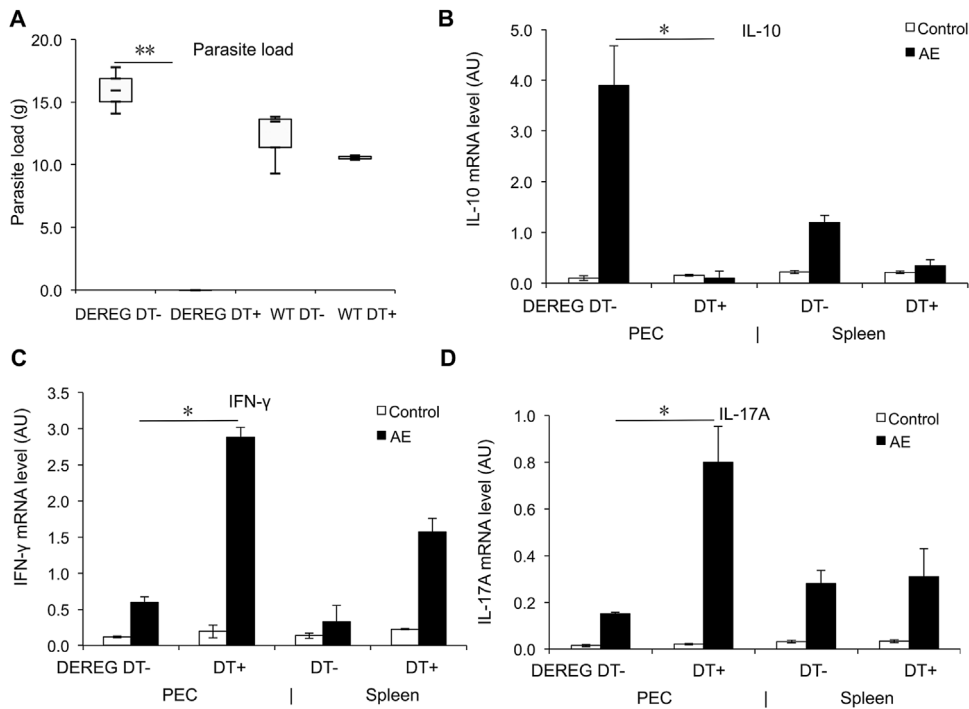 A
Parasite load
**
Parasite load (g)
20.0
15.0
10.0
5.0
0.0
DEREG DT- DEREG DT+ WT DT- WT DT+
B
IL-10
*
Control
AE
IL-10 mRNA level (AU)
5.0
4.0
3.0
2.0
1.0
0.0
DEREG DT- DT+ DT- DT+
PEC | Spleen
C
IFN-γ
*
Control
AE
IFN-γ mRNA level (AU)
3.5
3.0
2.5
2.0
1.5
1.0
0.5
0.0
DEREG DT- DT+ DT- DT+
PEC | Spleen
D
IL-17A
*
Control
AE
IL-17A mRNA level (AU)
1.0
0.8
0.6
0.4
0.2
0.0
DEREG DT- DT+ DT- DT+
PEC | Spleen